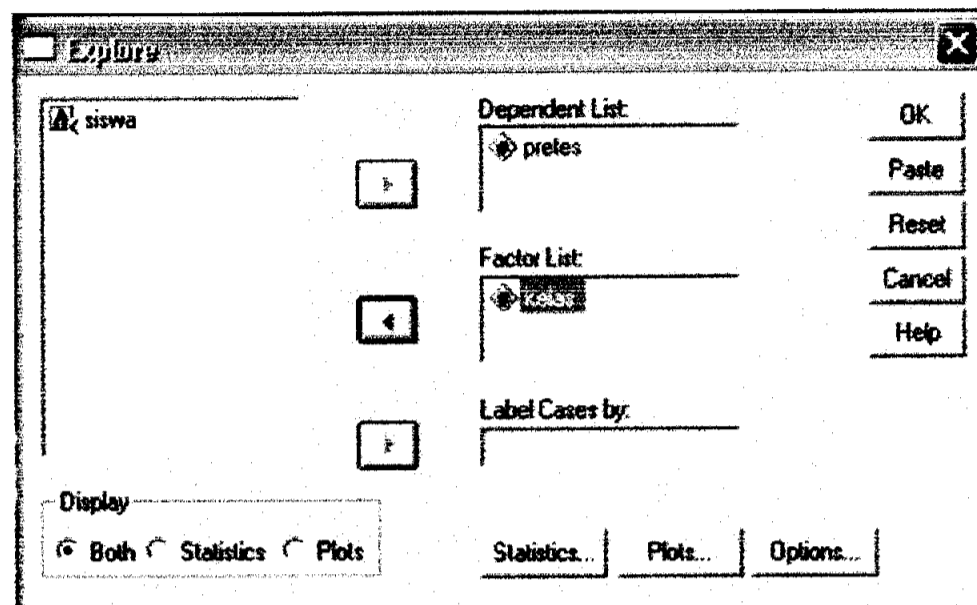 Explore
siswa
Dependent List:
pretes
Factor List:
kelas
Label Cases by:
OK
Paste
Reset
Cancel
Help
Display
Both
Statistics
Plots
Statistics...
Plots...
Options...